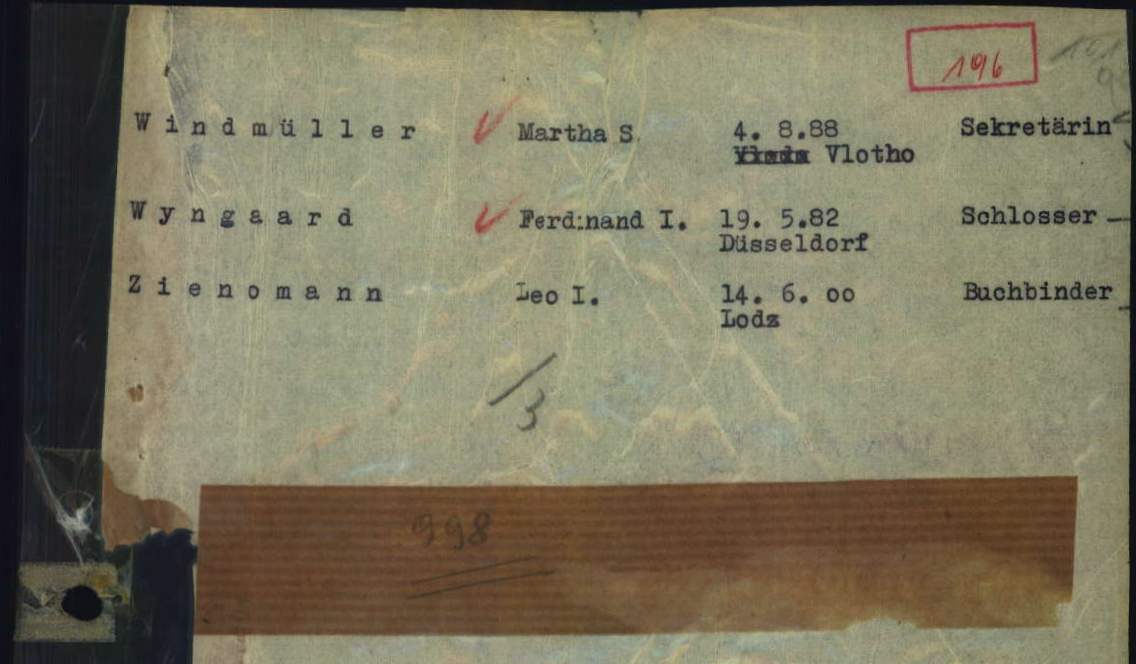 196
Windmüller Martha S. 4. 8.88 Sekretärin
Vlotho
Wyngaard Ferdinand I. 19. 5.82 Schlosser
Düsseldorf
Zienomann Leo I. 14. 6. oo Buchbinder
Lodz
/3
998